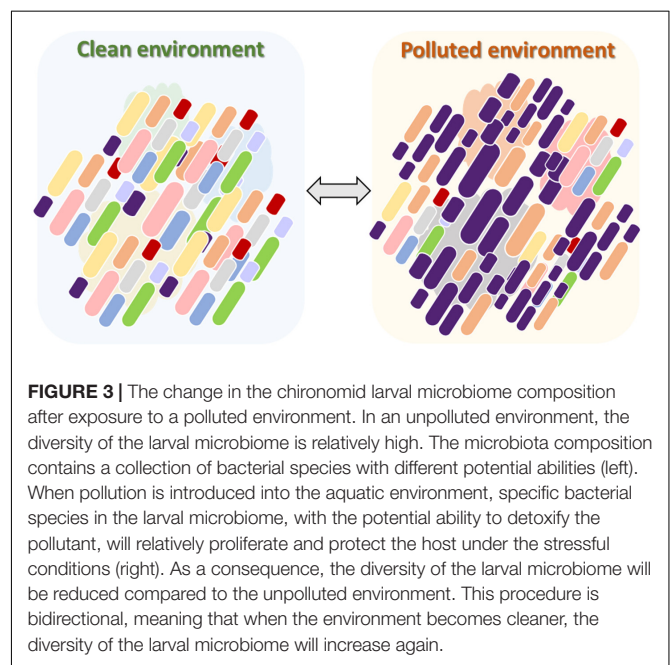 Clean environment
Polluted environment
FIGURE 3 | The change in the chironomid larval microbiome composition
after exposure to a polluted environment. In an unpolluted environment, the
diversity of the larval microbiome is relatively high. The microbiota composition
contains a collection of bacterial species with different potential abilities (left).
When pollution is introduced into the aquatic environment, specific bacterial
species in the larval microbiome, with the potential ability to detoxify the
pollutant, will relatively proliferate and protect the host under the stressful
conditions (right). As a consequence, the diversity of the larval microbiome will
be reduced compared to the unpolluted environment. This procedure is
bidirectional, meaning that when the environment becomes cleaner, the
diversity of the larval microbiome will increase again.